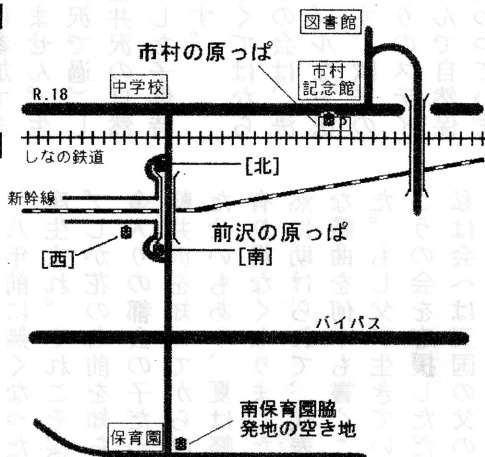 図書館
市村の原っぱ
中学校
市村
記念館
R.18
P
しなの鉄道
[北]
新幹線
前沢の原っぱ
[西]
[南]
バイパス
南保育園脇
発地の空き地
保育園